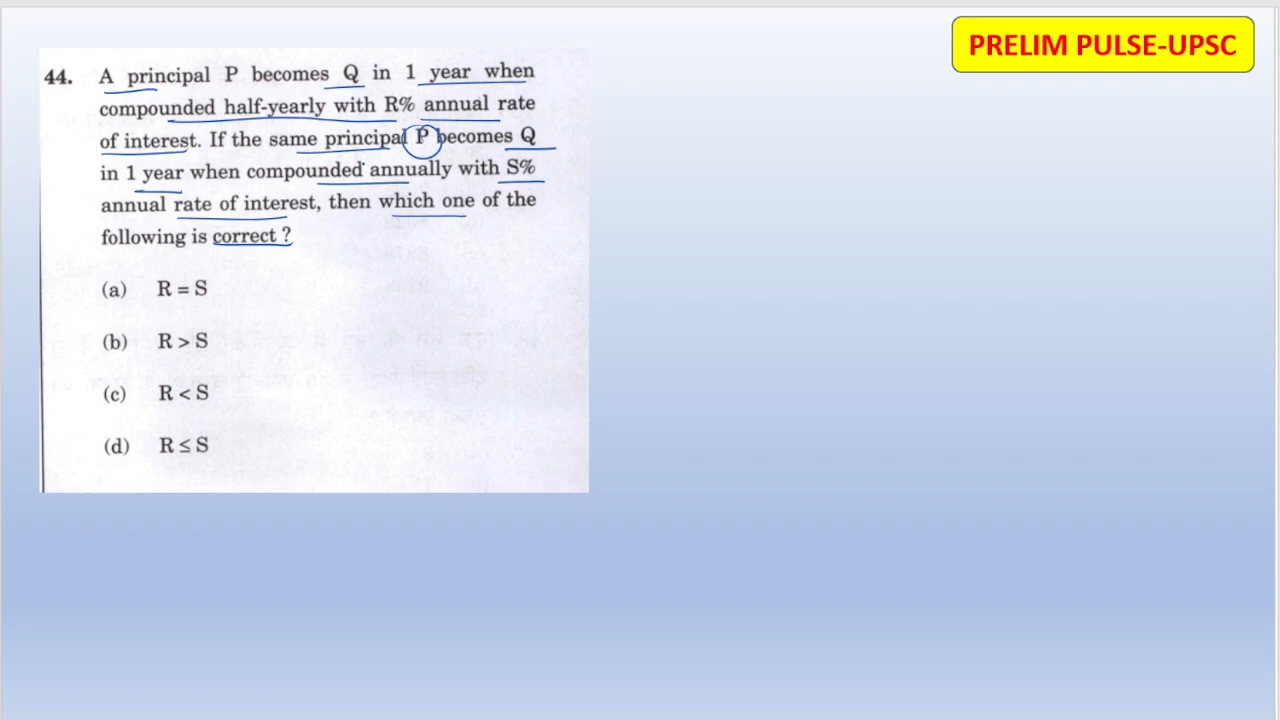 PRELIM PULSE-UPSC
44. A principal P becomes Q in 1 year when
compounded half-yearly with R% annual rate
of interest. If the same principal P becomes Q
in 1 year when compounded annually with S%
annual rate of interest, then which one of the
following is correct ?
(a) R = S
(b) R > S
(c) R < S
(d) R ≤ S